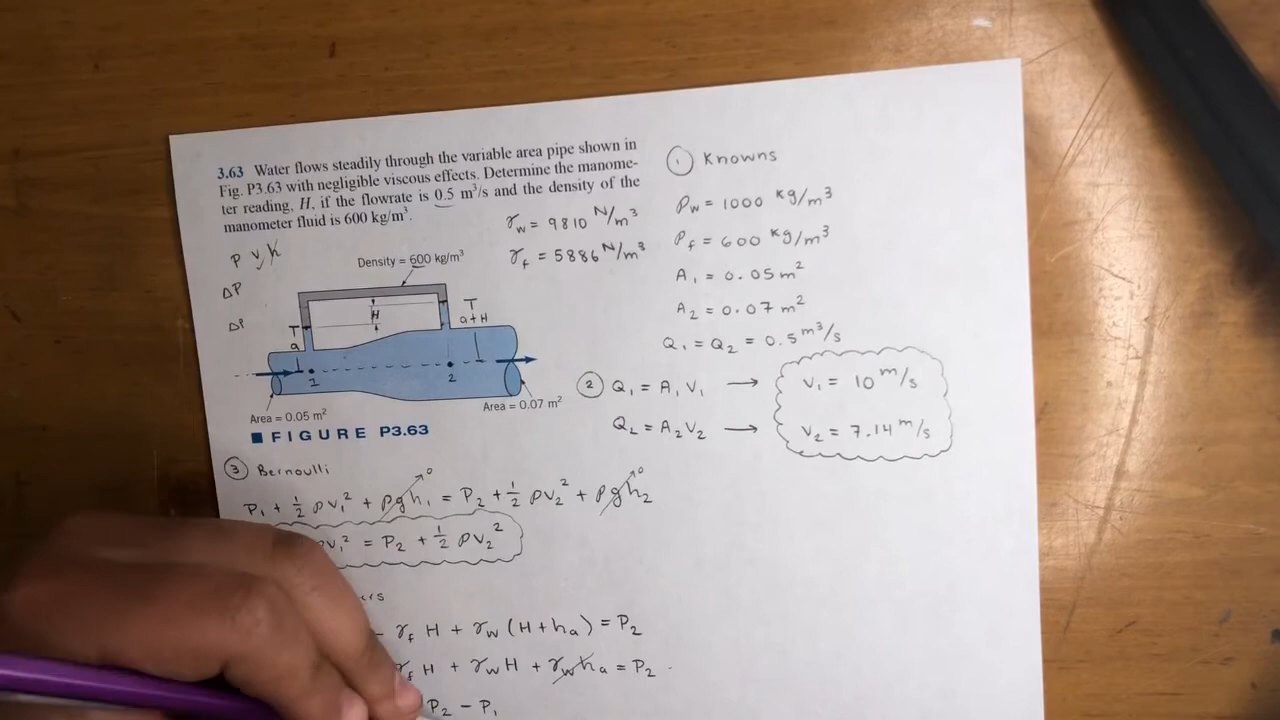 3.63 Water flows steadily through the variable area pipe shown in
Fig. P3.63 with negligible viscous effects. Determine the manome-
ter reading, H, if the flowrate is 0.5 m³/s and the density of the
manometer fluid is 600 kg/m³.
γw = 9810 N/m³
γf = 5886 N/m³
P V h
ΔP
ΔP
Density = 600 kg/m³
H
T
a
T
a+H
1
2
Area = 0.05 m²
Area = 0.07 m²
FIGURE P3.63
① Knowns
ρw = 1000 kg/m³
ρf = 600 kg/m³
A₁ = 0.05 m²
A₂ = 0.07 m²
Q₁ = Q₂ = 0.5 m³/s
② Q₁ = A₁ V₁ → V₁ = 10 m/s
Q₂ = A₂ V₂ → V₂ = 7.14 m/s
③ Bernoulli
P₁ + ½ ρV₁² + ρgh₁ = P₂ + ½ ρV₂² + ρgh₂
0
0
ρV₁² = P₂ + ½ ρV₂²
ers
- γf H + γw (H + ha) = P₂
γf H + γw H + γw ha = P₂
P₂ - P₁